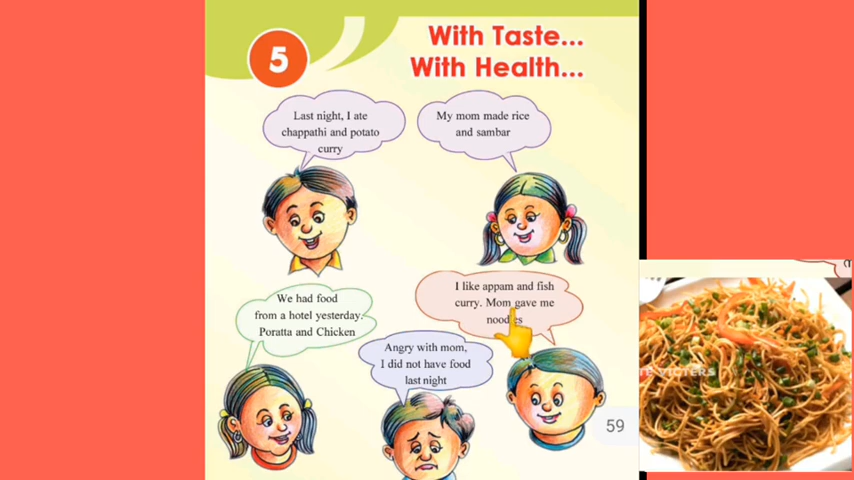 5
With Taste...
With Health...
Last night, I ate
chappathi and potato
curry
My mom made rice
and sambar
We had food
from a hotel yesterday.
Poratta and Chicken
I like appam and fish
curry. Mom gave me
noodles
Angry with mom,
I did not have food
last night
59
VICTERS